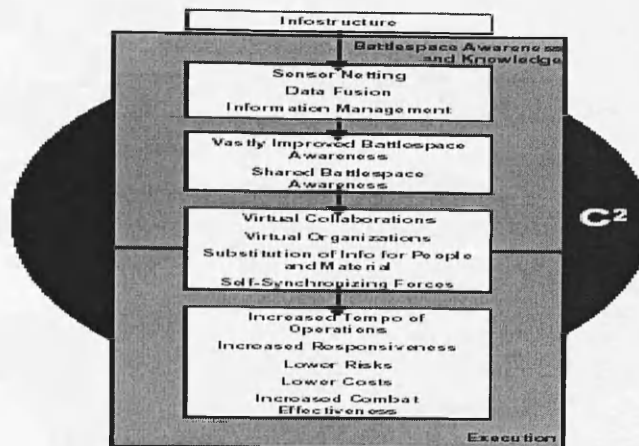 Infostructure
Battlespace Awareness
and Knowledge
Sensor Netting
Data Fusion
Information Management
Vastly Improved Battlespace
Awareness
Shared Battlespace
Awareness
Virtual Collaborations
Virtual Organizations
Substitution of Info for People
and Material
Self-Synchronizing Forces
C²
Increased Tempo of
Operations
Increased Responsiveness
Lower Risks
Lower Costs
Increased Combat
Effectiveness
Execution